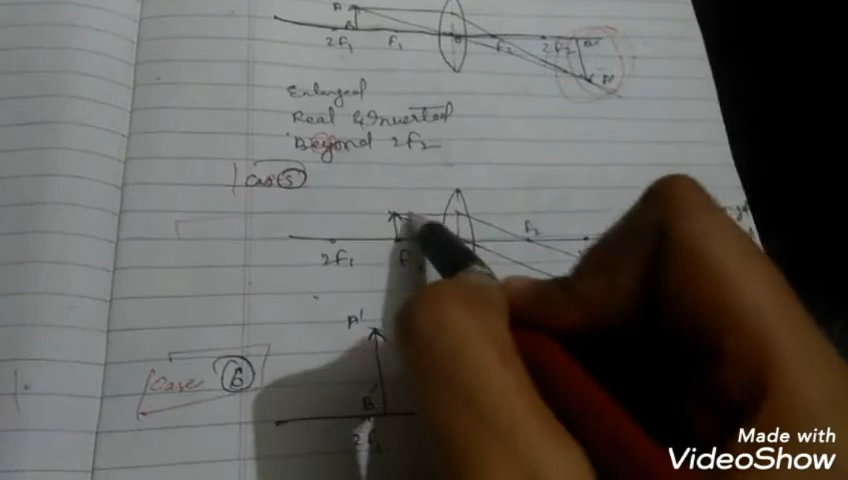 A
B
2F₁ F₁ F₂ 2F₂ B'
A'
Enlarged
Real & Inverted
Beyond 2F₂
Case 5
2F₁ F F₂
A'
Case 6
B'
2F₁
Made with
VideoShow